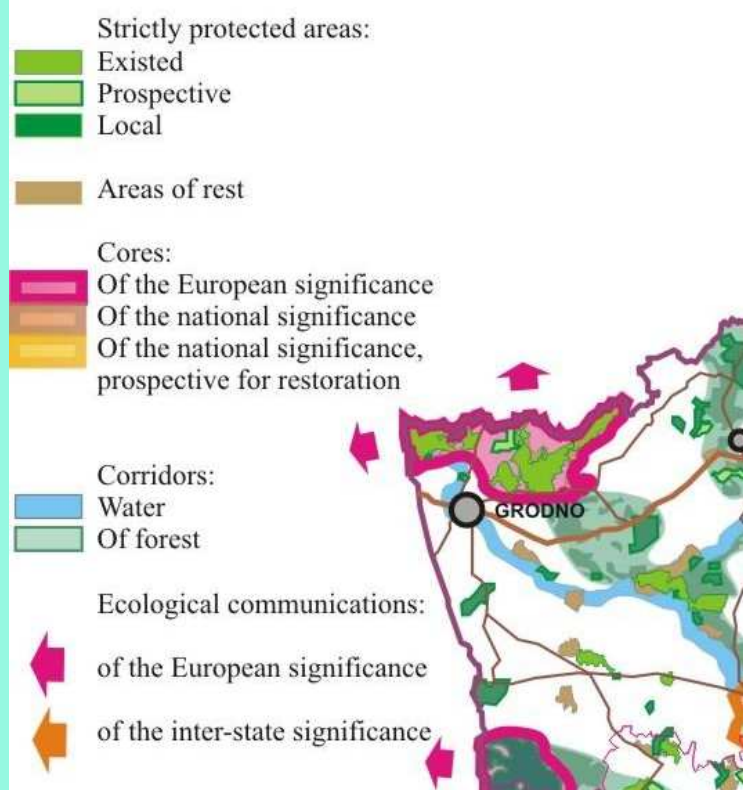 Strictly protected areas:
Existed
Prospective
Local
Areas of rest
Cores:
Of the European significance
Of the national significance
Of the national significance,
prospective for restoration
Corridors:
Water
Of forest
Ecological communications:
of the European significance
of the inter-state significance
GRODNO